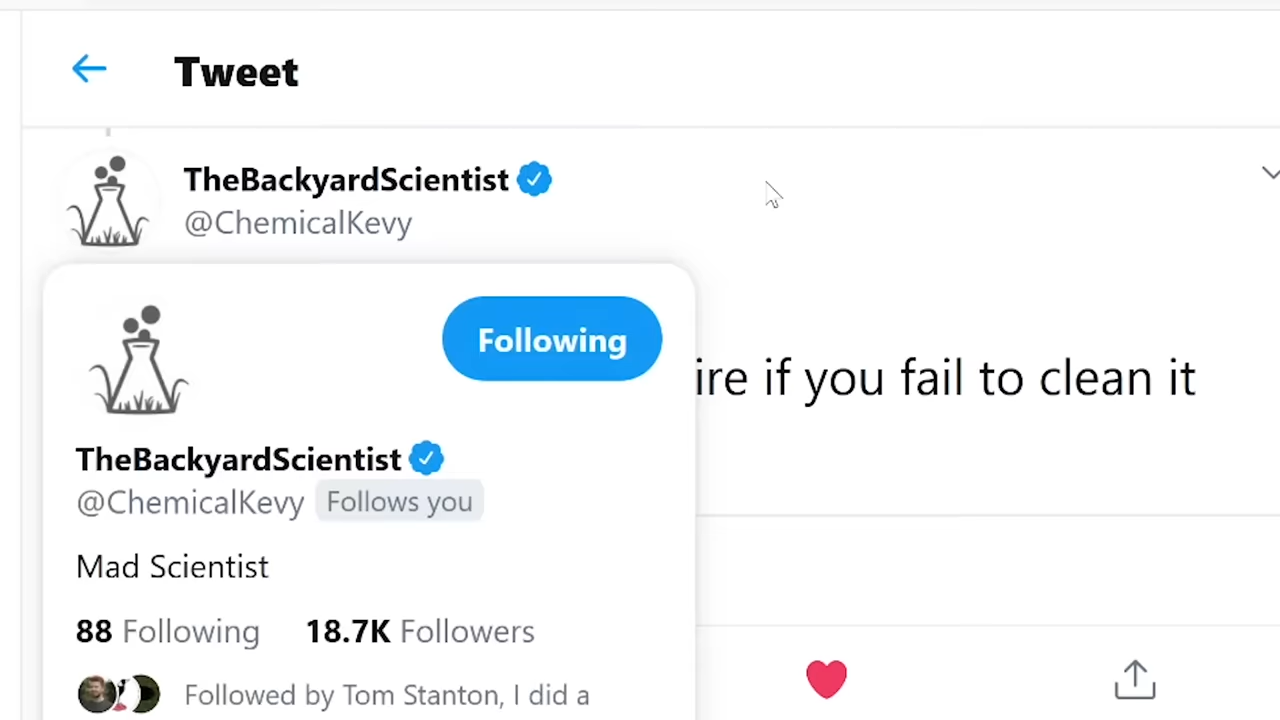 Tweet
TheBackyardScientist
@ChemicalKevy
Following
ire if you fail to clean it
TheBackyardScientist
@ChemicalKevy Follows you
Mad Scientist
88 Following 18.7K Followers
Followed by Tom Stanton, I did a